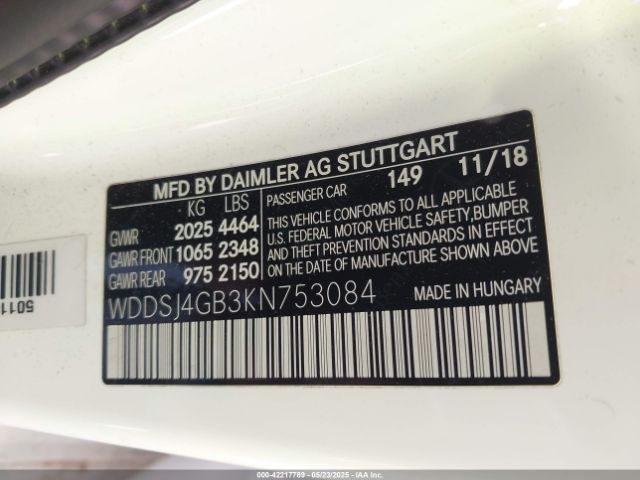 MFD BY DAIMLER AG STUTTGART
KG LBS
GVWR 2025 4464
GAWR FRONT 1065 2348
GAWR REAR 975 2150
PASSENGER CAR 149 11/18
THIS VEHICLE CONFORMS TO ALL APPLICABLE
U.S. FEDERAL MOTOR VEHICLE SAFETY,BUMPER
AND THEFT PREVENTION STANDARDS IN EFFECT
ON THE DATE OF MANUFACTURE SHOWN ABOVE
WDDSJ4GB3KN753084 MADE IN HUNGARY
5011
000-42217789 - 05/23/2025 - IAA Inc.